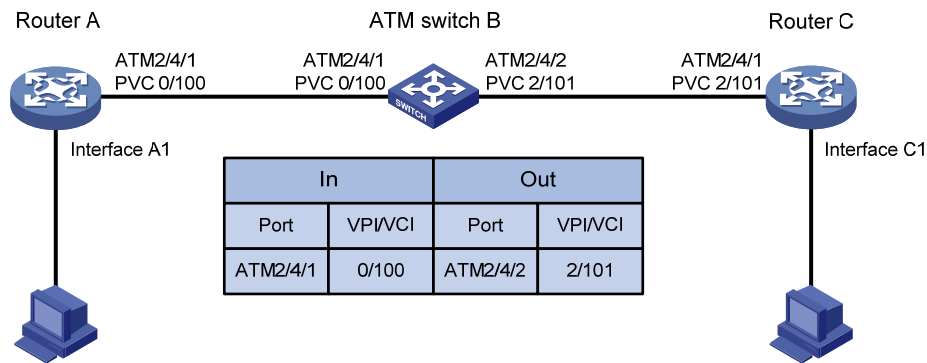 Router A
ATM switch B
Router C
ATM2/4/1
PVC 0/100
ATM2/4/1
PVC 0/100
ATM2/4/2
PVC 2/101
ATM2/4/1
PVC 2/101
SWITCH
Interface A1
Interface C1
In Out
Port VPI/VCI Port VPI/VCI
ATM2/4/1 0/100 ATM2/4/2 2/101